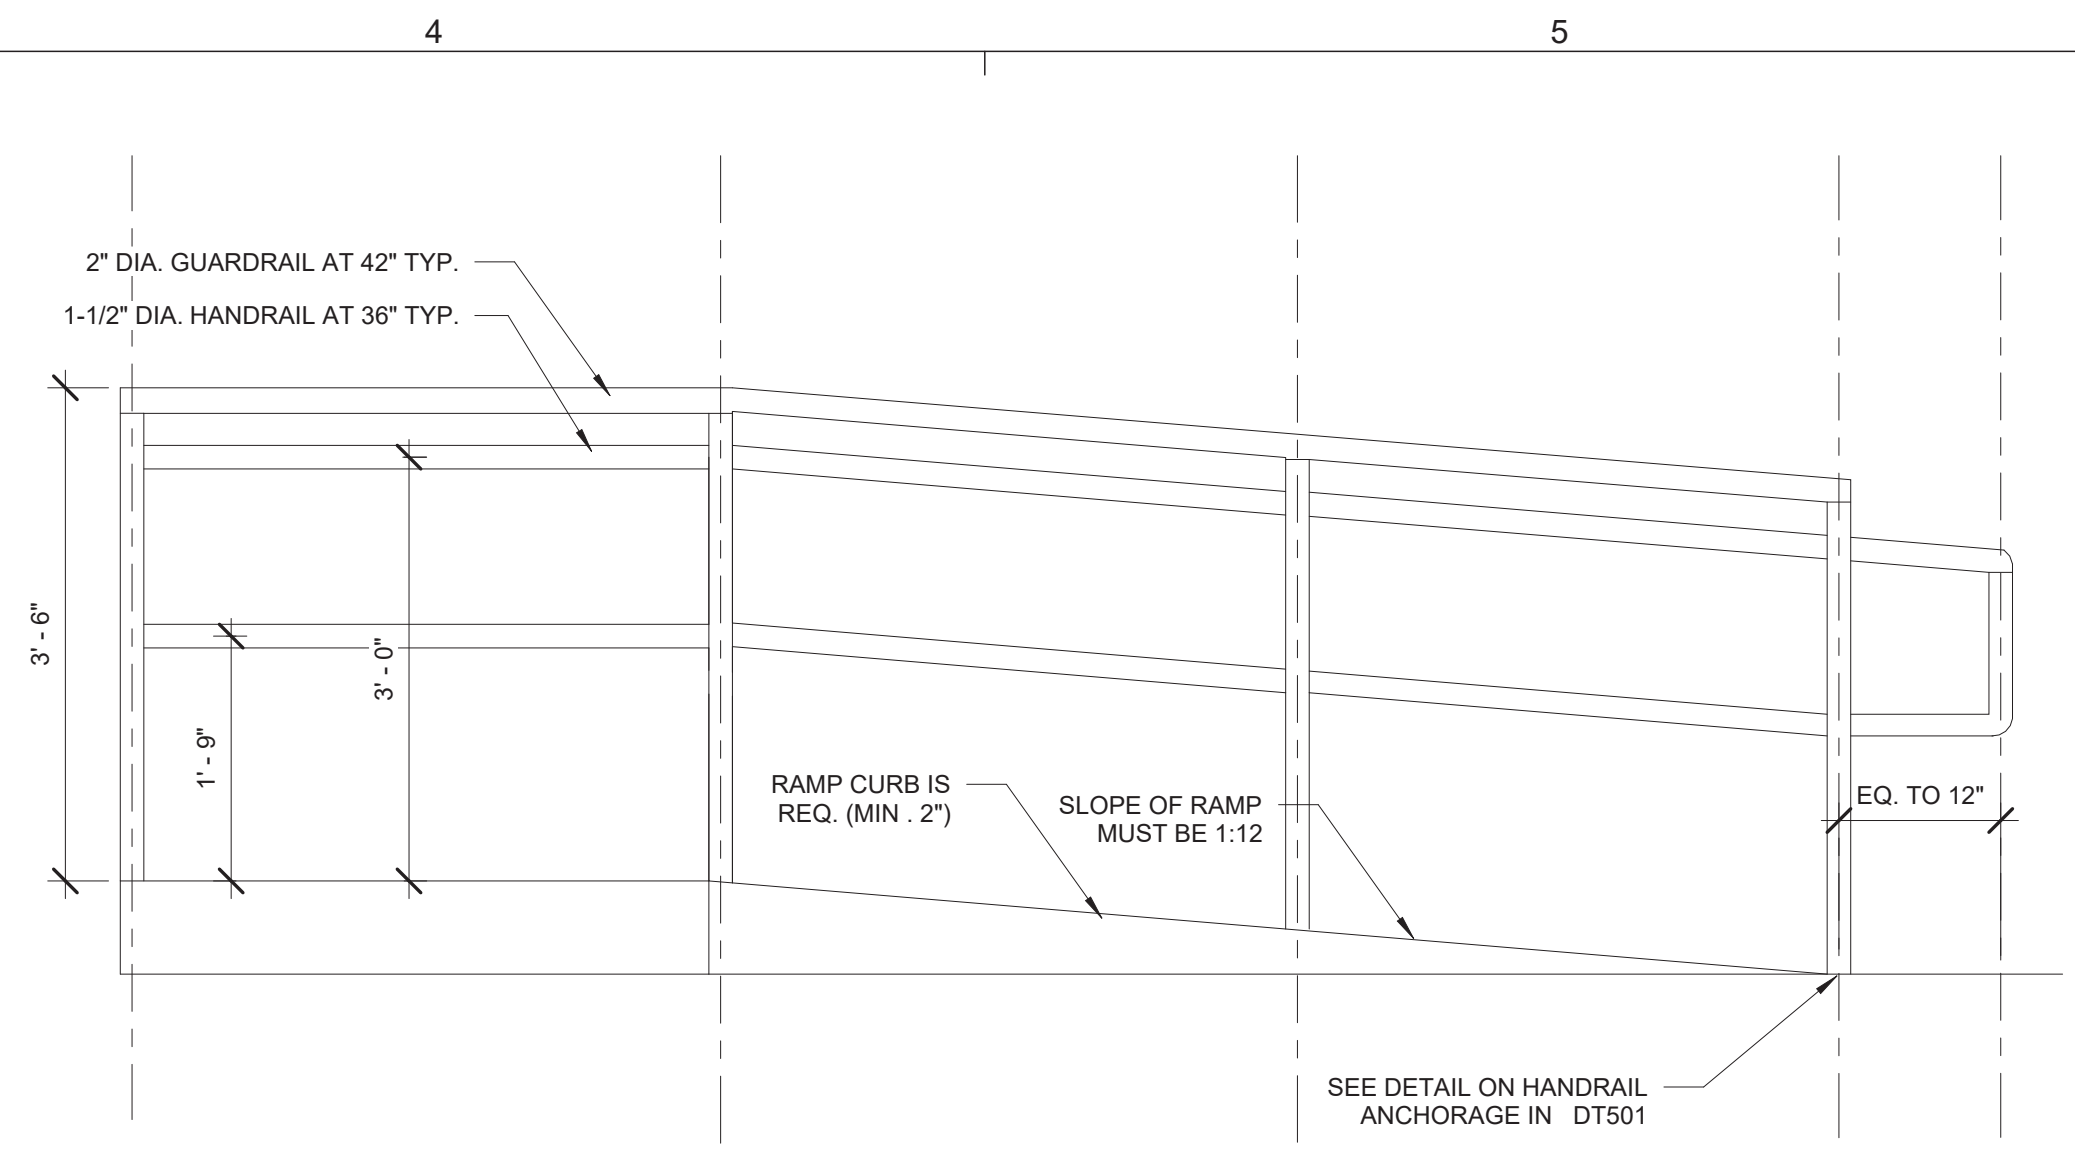 4
5
2" DIA. GUARDRAIL AT 42" TYP.
1-1/2" DIA. HANDRAIL AT 36" TYP.
3' - 6"
1' - 9"
3' - 0"
RAMP CURB IS
REQ. (MIN . 2")
SLOPE OF RAMP
MUST BE 1:12
EQ. TO 12"
SEE DETAIL ON HANDRAIL
ANCHORAGE IN DT501